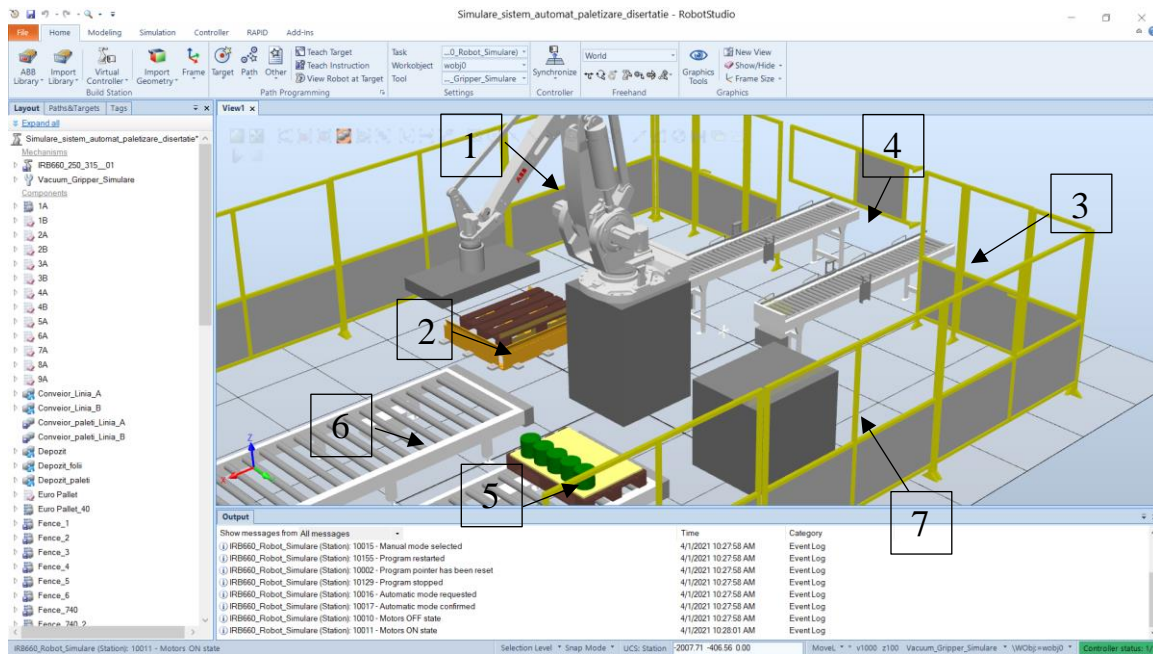 Simulare_sistem_automat_paletizare_disertatie - RobotStudio
File Home Modeling Simulation Controller RAPID Add-Ins
ABB Library Import Library Virtual Controller Import Geometry Frame Target Path Other
Teach Target
Teach Instruction
View Robot at Target
Task ..._0_Robot_Simulare)
Workobject wobj0
Tool ..._Gripper_Simulare
Synchronize
World
Graphics Tools
New View
Show/Hide
Frame Size
Build Station Path Programming Settings Controller Freehand Graphics
Layout Paths&Targets Tags
View1
Expand all
Simulare_sistem_automat_paletizare_disertatie*
Mechanisms
IRB660_250_315__01
Vacuum_Gripper_Simulare
Components
1A
1B
2A
2B
3A
3B
4A
4B
5A
6A
7A
8A
9A
Conveior_Linia_A
Conveior_Linia_B
Conveior_paleti_Linia_A
Conveior_paleti_Linia_B
Depozit
Depozit_folii
Depozit_paleti
Euro Pallet
Euro Pallet_40
Fence_1
Fence_2
Fence_3
Fence_4
Fence_5
Fence_6
Fence_740
Fence_740_2
1
4
3
2
6
5
7
ABB
Z
X
Output
Show messages from All messages
Time Category
IRB660_Robot_Simulare (Station): 10015 - Manual mode selected 4/1/2021 10:27:58 AM Event Log
IRB660_Robot_Simulare (Station): 10155 - Program restarted 4/1/2021 10:27:58 AM Event Log
IRB660_Robot_Simulare (Station): 10002 - Program pointer has been reset 4/1/2021 10:27:58 AM Event Log
IRB660_Robot_Simulare (Station): 10129 - Program stopped 4/1/2021 10:27:58 AM Event Log
IRB660_Robot_Simulare (Station): 10016 - Automatic mode requested 4/1/2021 10:27:58 AM Event Log
IRB660_Robot_Simulare (Station): 10017 - Automatic mode confirmed 4/1/2021 10:27:58 AM Event Log
IRB660_Robot_Simulare (Station): 10010 - Motors OFF state 4/1/2021 10:27:58 AM Event Log
IRB660_Robot_Simulare (Station): 10011 - Motors ON state 4/1/2021 10:28:01 AM Event Log
IRB660_Robot_Simulare (Station): 10011 - Motors ON state
Selection Level Snap Mode UCS: Station -2007.71 -406.56 0.00 MoveL * v1000 z100 Vacuum_Gripper_Simulare \WObj:=wobj0 Controller status: 1/1